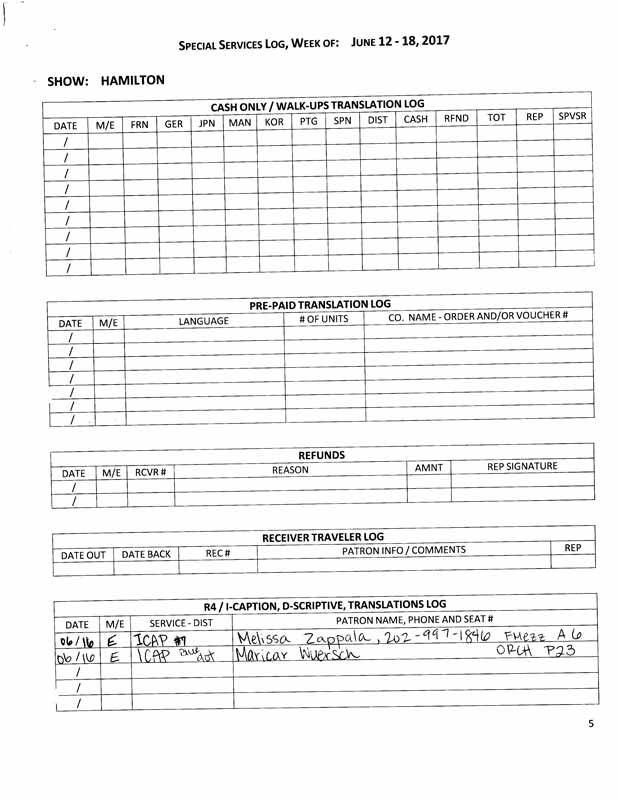 SPECIAL SERVICES LOG, WEEK OF: JUNE 12 - 18, 2017
SHOW: HAMILTON
CASH ONLY / WALK-UPS TRANSLATION LOG
DATE M/E FRN GER JPN MAN KOR PTG SPN DIST CASH RFND TOT REP SPVSR
/
/
/
/
/
/
/
/
/
PRE-PAID TRANSLATION LOG
DATE M/E LANGUAGE # OF UNITS CO. NAME - ORDER AND/OR VOUCHER #
/
/
/
/
/
/
/
REFUNDS
DATE M/E RCVR # REASON AMNT REP SIGNATURE
/
/
RECEIVER TRAVELER LOG
DATE OUT DATE BACK REC # PATRON INFO / COMMENTS REP
R4 / I-CAPTION, D-SCRIPTIVE, TRANSLATIONS LOG
DATE M/E SERVICE - DIST PATRON NAME, PHONE AND SEAT #
06/16 E ICAP #7 Melissa Zappala, 202-997-1846 FMEZZ A6
06/16 E ICAP blue dot Maricar Wuersch ORCH P23
/
/
/
5